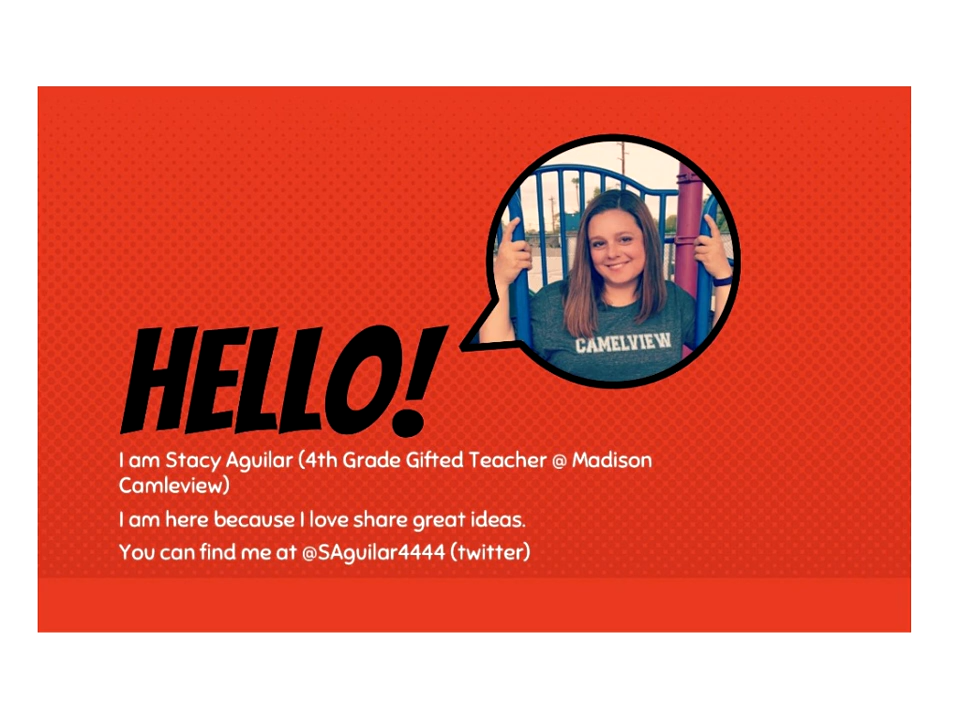 CAMELVIEW
HELLO!
I am Stacy Aguilar (4th Grade Gifted Teacher @ Madison
Camleview)
I am here because I love share great ideas.
You can find me at @SAguilar4444 (twitter)